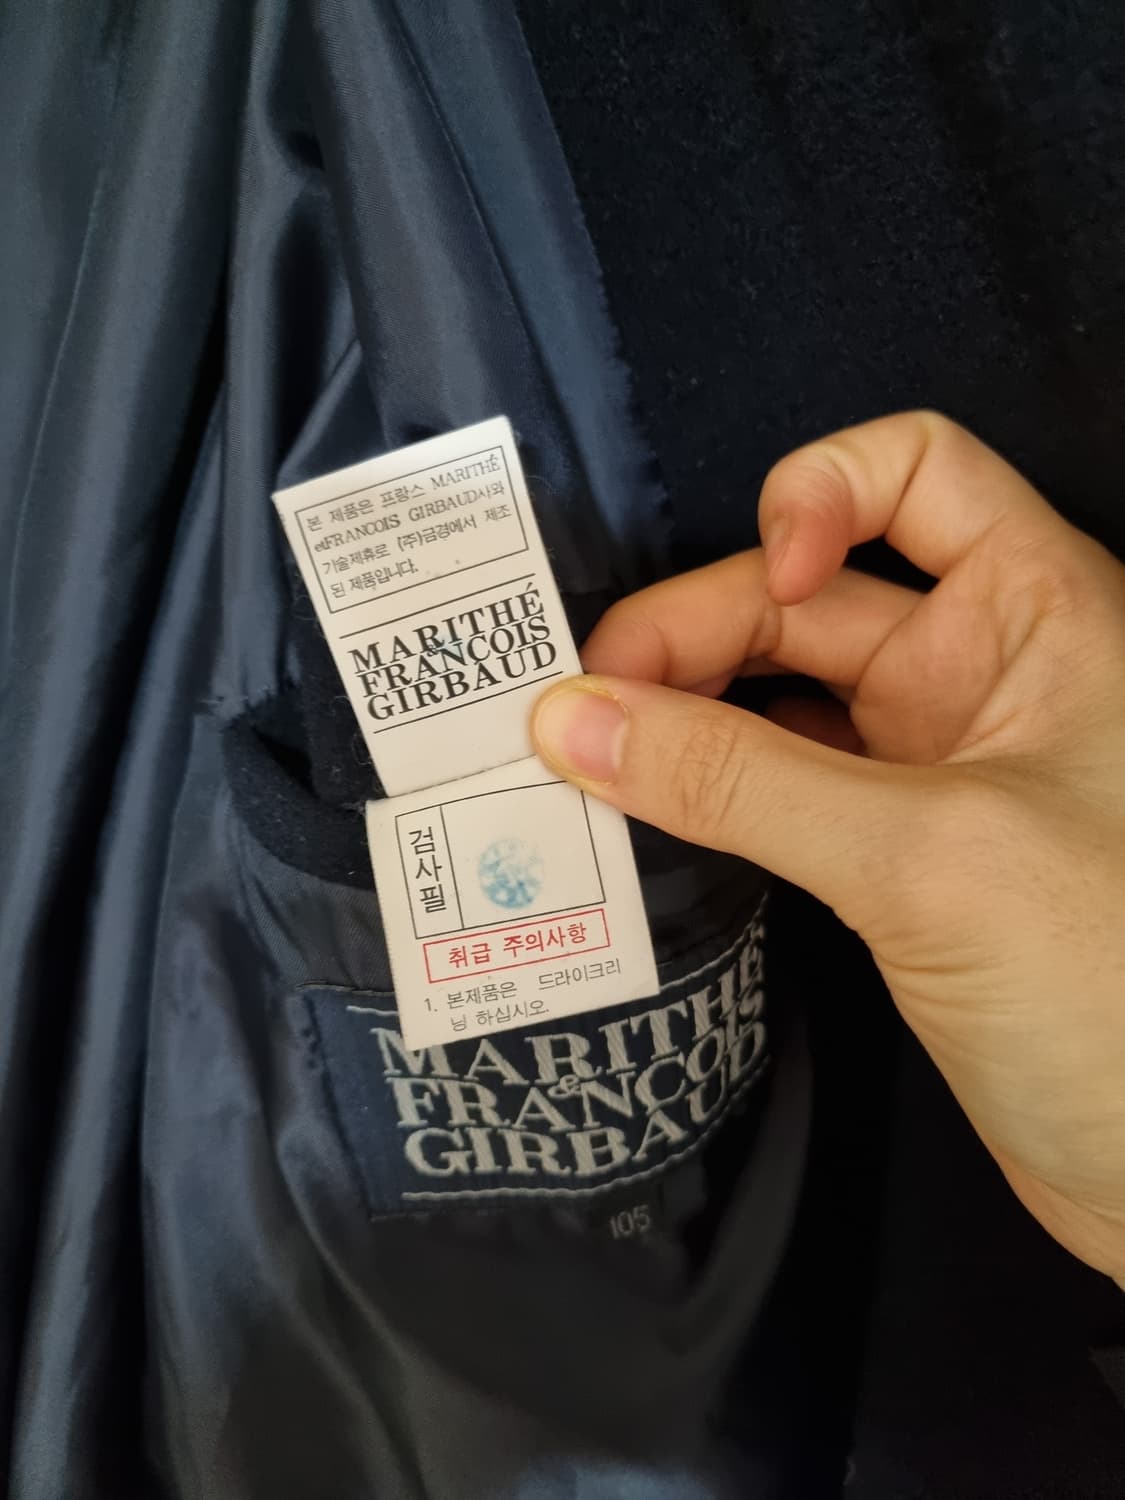 본 제품은 프랑스 MARITHÉ
etFRANCOIS GIRBAUD사와
기술제휴로 (주)금경에서 제조
된 제품입니다.
MARITHÉ
&
FRANCOIS
GIRBAUD
검사필
취급 주의사항
1. 본제품은 드라이크리
닝 하십시오.
MARITHÉ
&
FRANCOIS
GIRBAUD
105